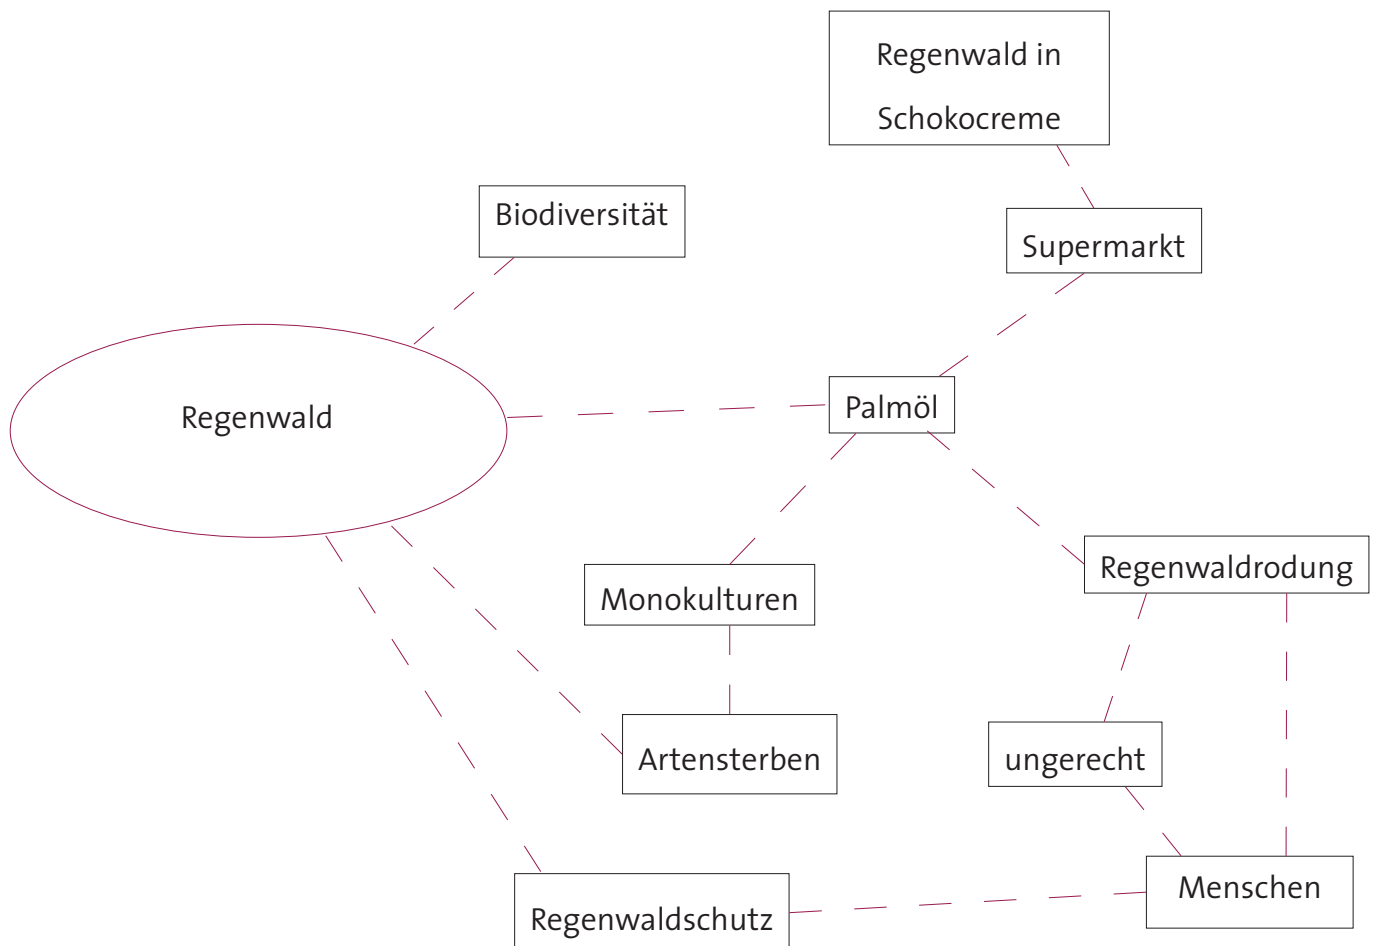 Regenwald in
Schokocreme
Biodiversität
Supermarkt
Regenwald
Palmöl
Regenwaldrodung
Monokulturen
Artensterben
ungerecht
Menschen
Regenwaldschutz